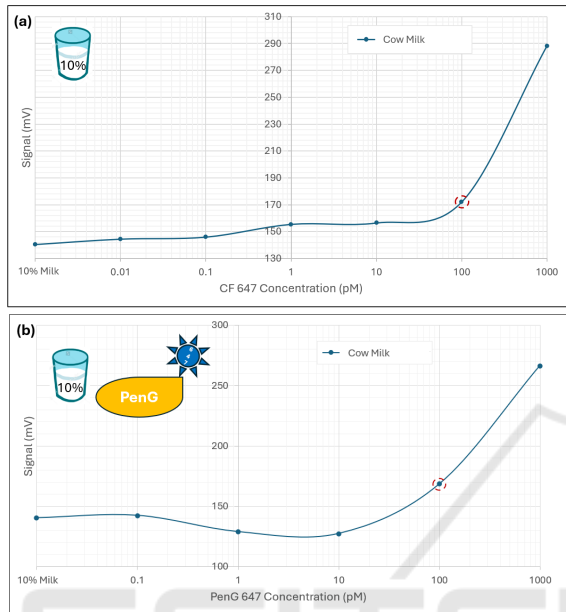 (a)
10%
Cow Milk
310
290
270
250
230
210
190
170
150
130
Signal (mV)
10% Milk 0.01 0.1 1 10 100 1000
CF 647 Concentration (pM)
(b)
10%
PenG
Cow Milk
300
250
200
150
100
Signal (mV)
10% Milk 0.1 1 10 100 1000
PenG 647 Concentration (pM)